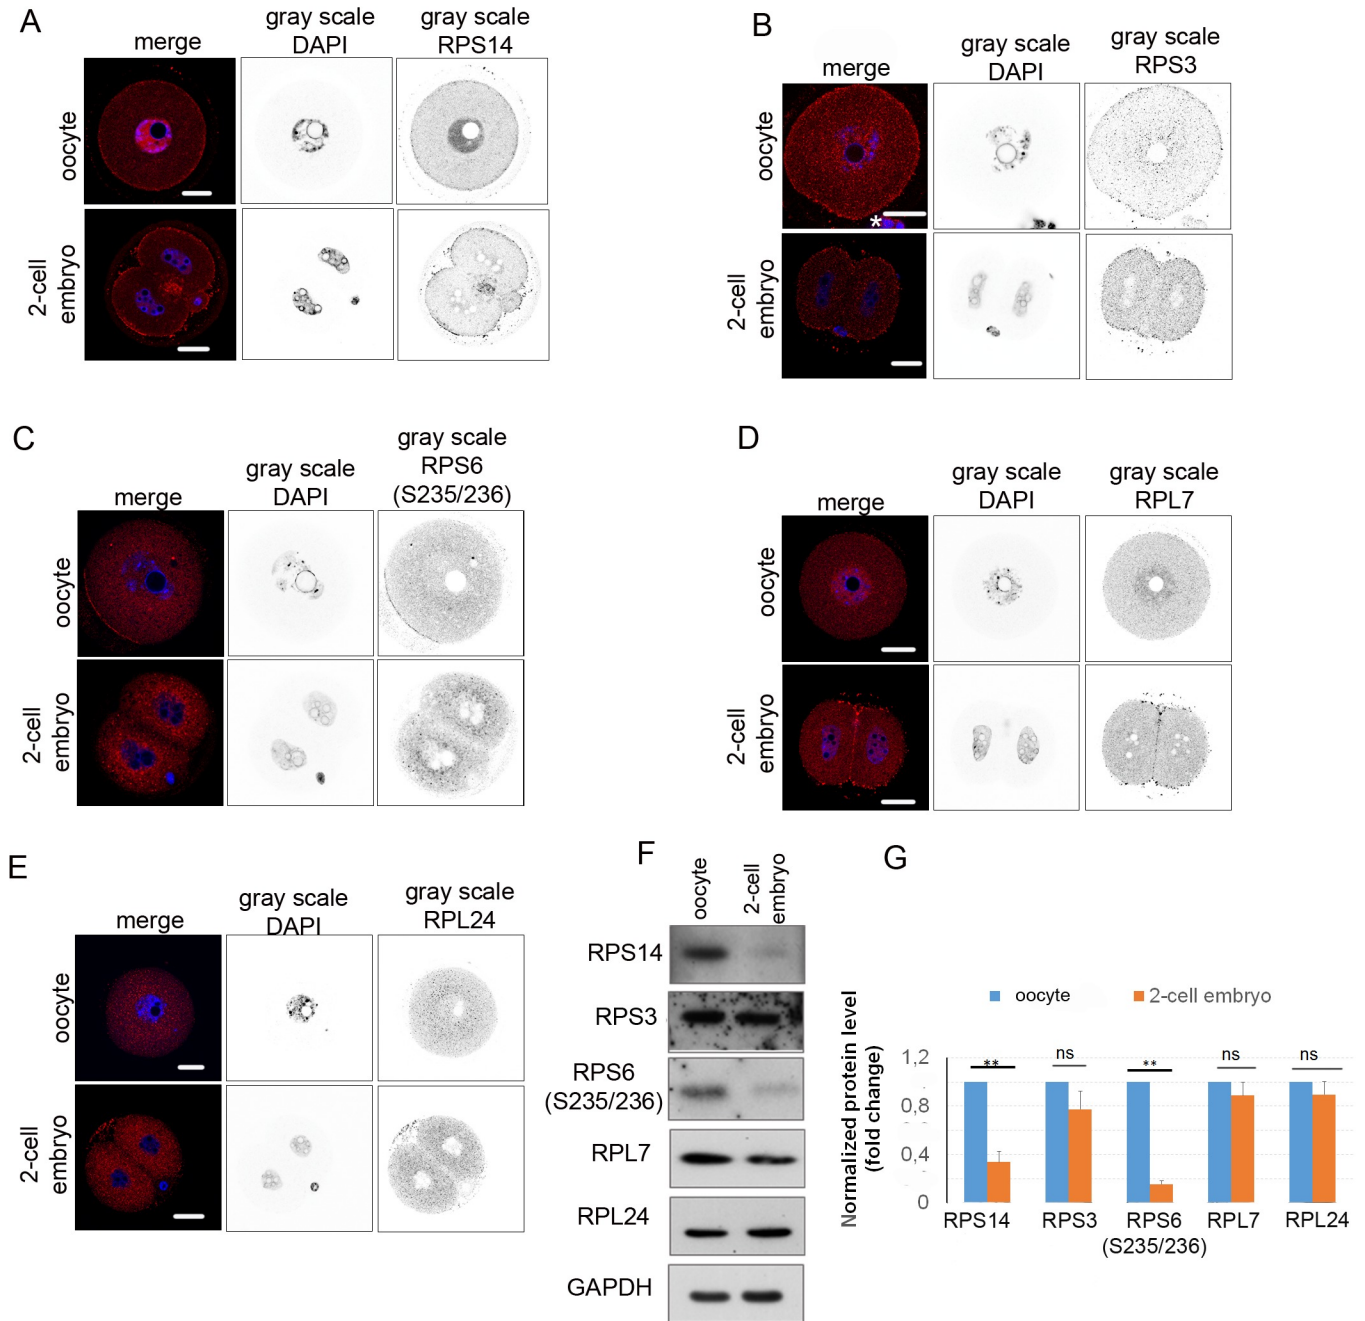 A
merge
gray scale
DAPI
gray scale
RPS14
oocyte
2-cell
embryo
B
merge
gray scale
DAPI
gray scale
RPS3
oocyte
*
2-cell
embryo
C
merge
gray scale
DAPI
gray scale
RPS6
(S235/236)
oocyte
2-cell
embryo
D
merge
gray scale
DAPI
gray scale
RPL7
oocyte
2-cell
embryo
E
merge
gray scale
DAPI
gray scale
RPL24
oocyte
2-cell
embryo
F
oocyte
2-cell
embryo
RPS14
RPS3
RPS6
(S235/236)
RPL7
RPL24
GAPDH
G
oocyte
2-cell embryo
Normalized protein level
(fold change)
1,2
0,8
0,4
0
**
ns
**
ns
ns
RPS14
RPS3
RPS6
(S235/236)
RPL7
RPL24